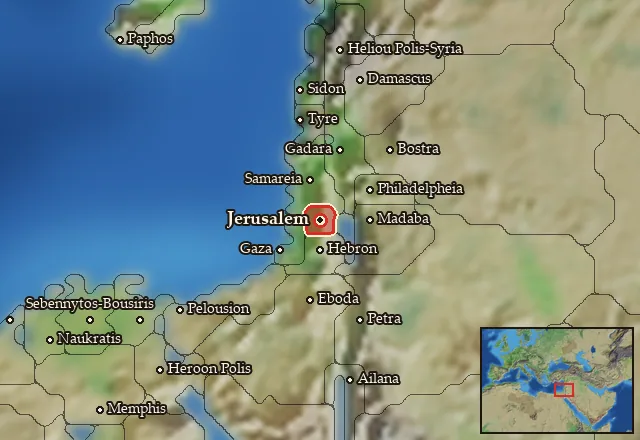 Paphos
Heliou Polis-Syria
Damascus
Sidon
Tyre
Gadara
Bostra
Samareia
Philadelpheia
Jerusalem
Madaba
Gaza
Hebron
Sebennytos-Bousiris
Eboda
Pelousion
Petra
Naukratis
Heroon Polis
Ailana
Memphis